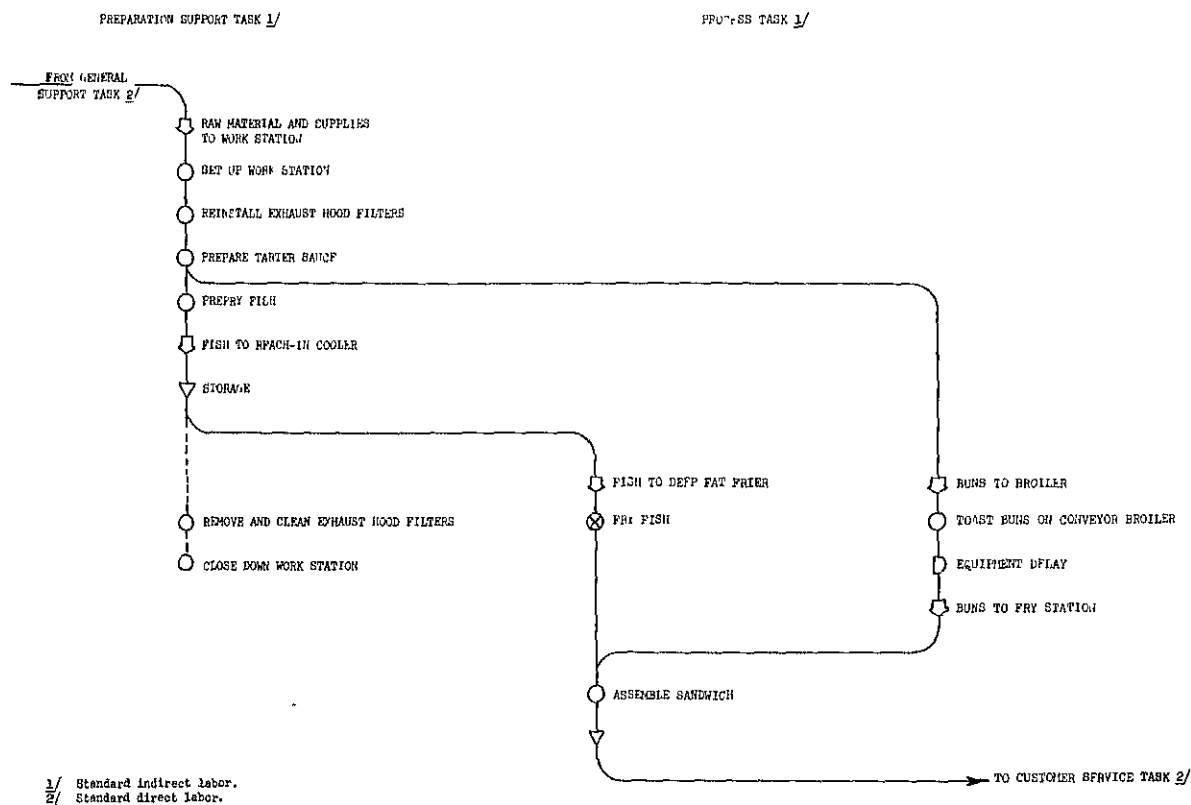 PREPARATION SUPPORT TASK 1/
PROCESS TASK 1/
FROM GENERAL
SUPPORT TASK 2/
RAW MATERIAL AND SUPPLIES
TO WORK STATION
SET UP WORK STATION
REINSTALL EXHAUST HOOD FILTERS
PREPARE TARTER SAUCE
PREFRY FISH
FISH TO REACH-IN COOLER
STORAGE
FISH TO DEEP FAT FRIER
BUNS TO BROILER
REMOVE AND CLEAN EXHAUST HOOD FILTERS
FRY FISH
TOAST BUNS ON CONVEYOR BROILER
CLOSE DOWN WORK STATION
EQUIPMENT DELAY
BUNS TO FRY STATION
ASSEMBLE SANDWICH
TO CUSTOMER SERVICE TASK 2/
1/ Standard indirect labor.
2/ Standard direct labor.